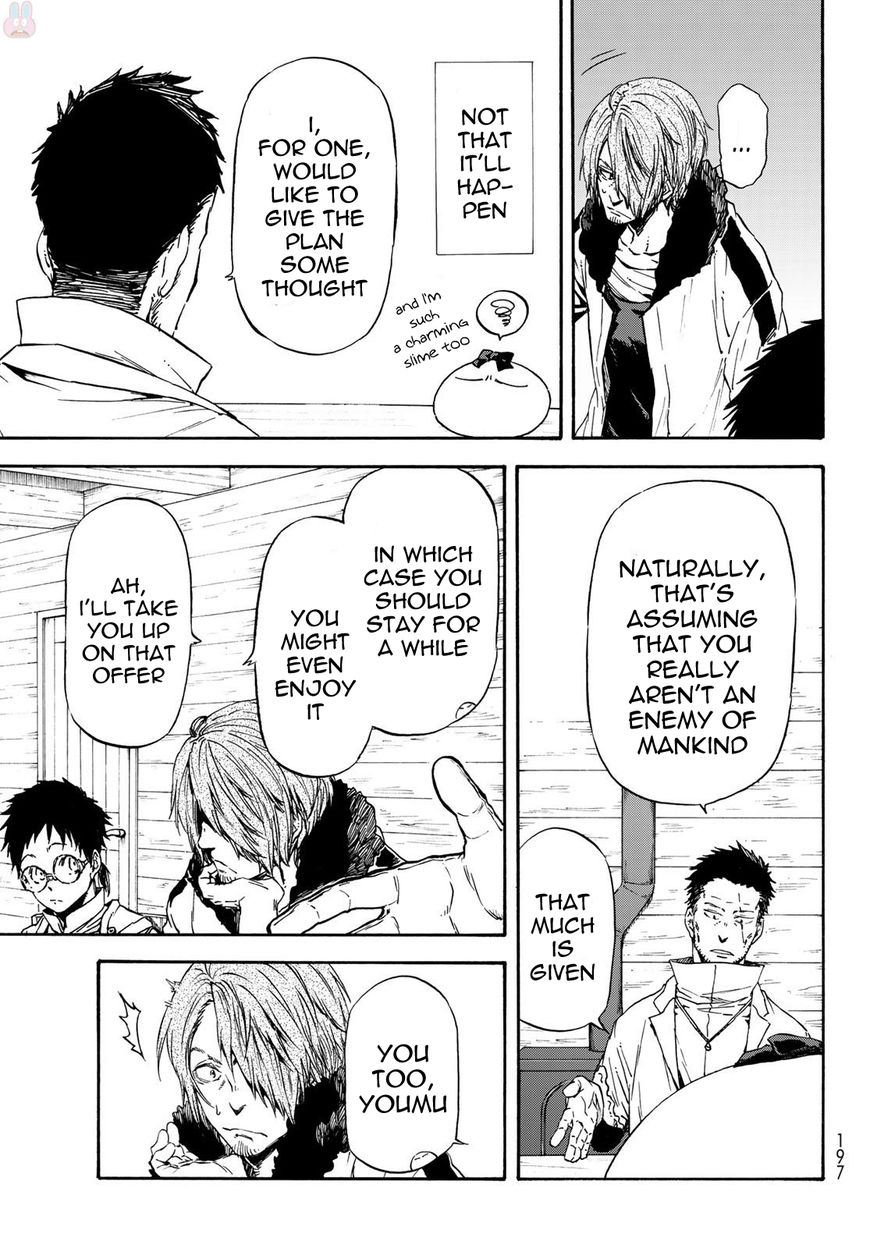 ...
I,
FOR ONE,
WOULD
LIKE TO
GIVE THE
PLAN
SOME
THOUGHT
NOT
THAT
IT'LL
HAP-
PEN
and I'm
such
a charming
slime too
NATURALLY,
THAT'S
ASSUMING
THAT YOU
REALLY
AREN'T AN
ENEMY OF
MANKIND
THAT
MUCH
IS
GIVEN
IN WHICH
CASE YOU
SHOULD
STAY FOR
A WHILE
YOU
MIGHT
EVEN
ENJOY
IT
AH,
I'LL TAKE
YOU UP
ON THAT
OFFER
YOU
TOO,
YOUMU
197